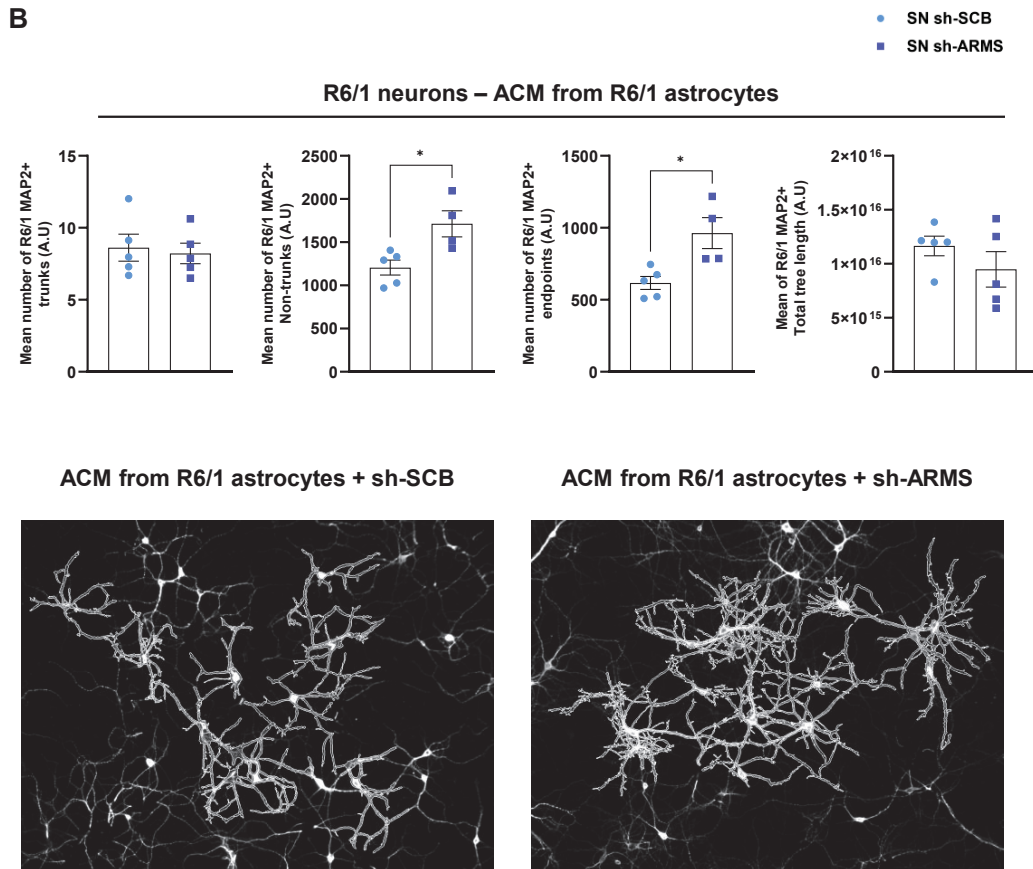 B
SN sh-SCB
SN sh-ARMS
R6/1 neurons – ACM from R6/1 astrocytes
Mean number of R6/1 MAP2+
trunks (A.U)
15
10
5
0
Mean number of R6/1 MAP2+
Non-trunks (A.U)
2500
2000
1500
1000
500
0
*
Mean number of R6/1 MAP2+
endpoints (A.U)
1500
1000
500
0
*
Mean of R6/1 MAP2+
Total tree length (A.U)
2×10¹⁶
1.5×10¹⁶
1×10¹⁶
5×10¹⁵
0
ACM from R6/1 astrocytes + sh-SCB
ACM from R6/1 astrocytes + sh-ARMS